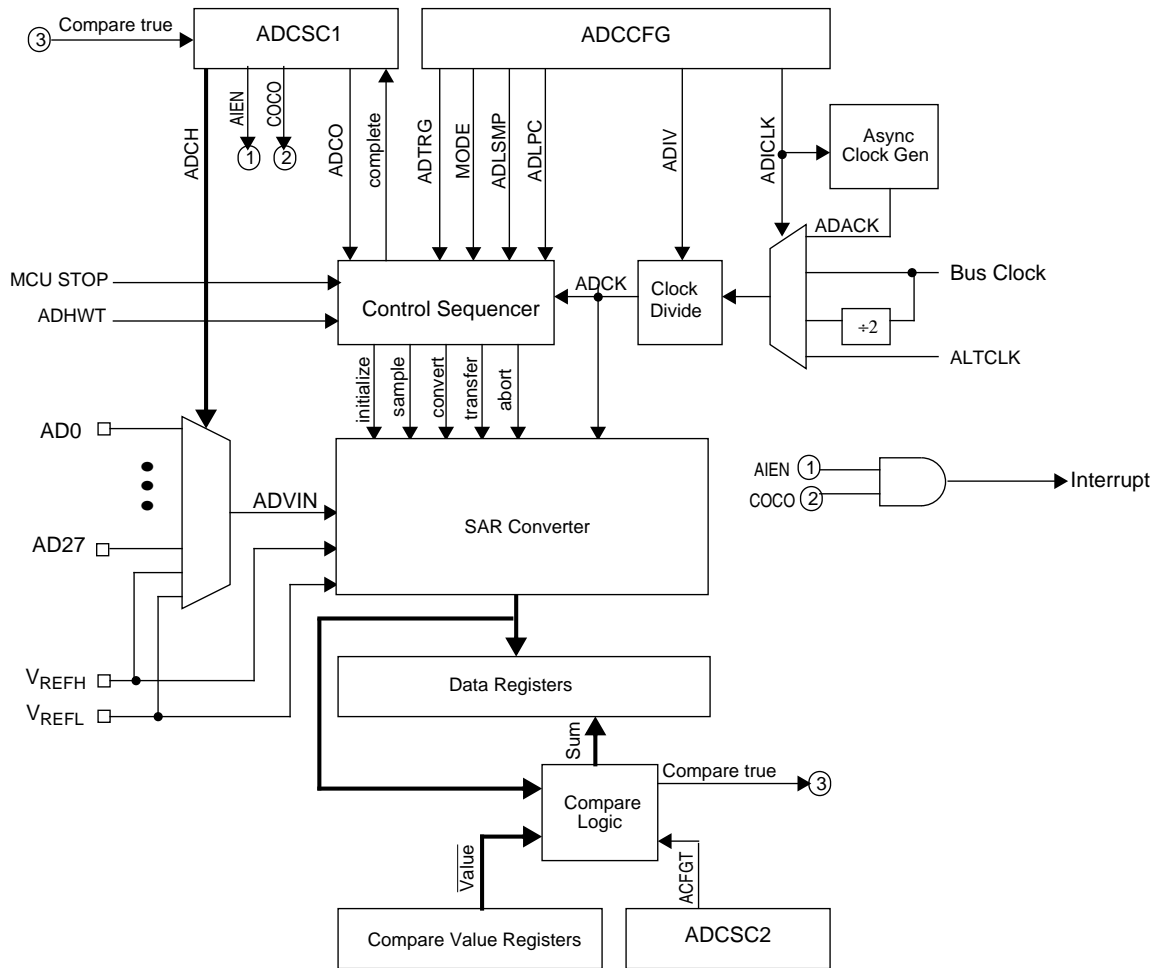 3 Compare true
ADCSC1
ADCCFG
ADCH
AIEN
COCO
1
2
ADCO
complete
ADTRG
MODE
ADLSMP
ADLPC
ADIV
ADICLK
Async
Clock Gen
ADACK
MCU STOP
ADHWT
Control Sequencer
ADCK
Clock
Divide
Bus Clock
÷2
ALTCLK
initialize
sample
convert
transfer
abort
AD0
AD27
ADVIN
SAR Converter
AIEN 1
COCO 2
Interrupt
VREFH
VREFL
Data Registers
Sum
Compare true
3
Compare
Logic
Value
ACFGT
Compare Value Registers
ADCSC2